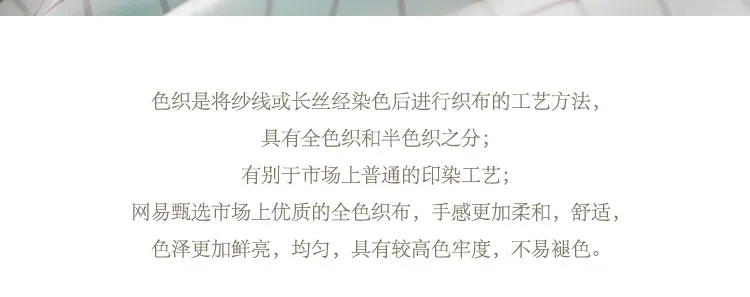 色织是将纱线或长丝经染色后进行织布的工艺方法，
具有全色织和半色织之分；
有别于市场上普通的印染工艺；
网易甄选市场上优质的全色织布，手感更加柔和，舒适，
色泽更加鲜亮，均匀，具有较高色牢度，不易褪色。